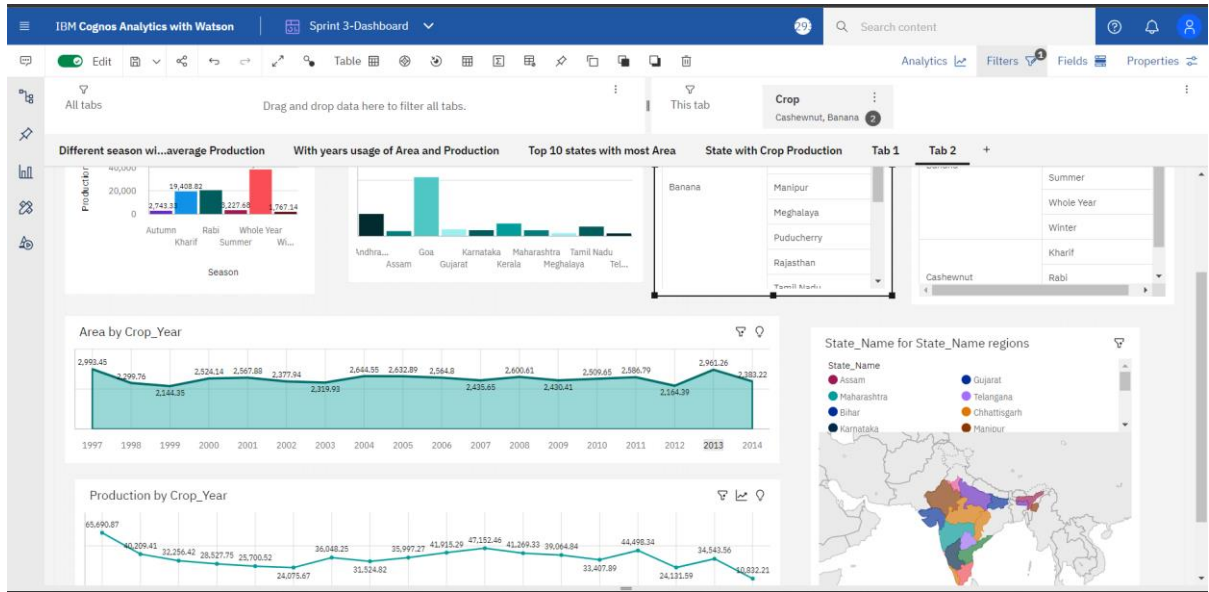 IBM Cognos Analytics with Watson
Sprint 3-Dashboard
Search content
Edit
Table
Analytics
Filters
1
Fields
Properties
All tabs
Drag and drop data here to filter all tabs.
This tab
Crop
Cashewnut, Banana 2
Different season wi...average Production
With years usage of Area and Production
Top 10 states with most Area
State with Crop Production
Tab 1
Tab 2
Production
20,000
0
2,743.33
19,408.82
1,767.14
Autumn
Kharif
Rabi
Summer
Whole Year
Wi...
Season
Andhra...
Assam
Goa
Gujarat
Karnataka
Kerala
Maharashtra
Meghalaya
Tamil Nadu
Tel...
Banana
Manipur
Meghalaya
Puducherry
Rajasthan
Tamil Nadu
Summer
Whole Year
Winter
Kharif
Cashewnut
Rabi
Area by Crop_Year
2,993.45
2,299.76
2,144.35
2,524.14
2,567.88
2,377.94
2,319.93
2,644.55
2,632.89
2,564.8
2,435.65
2,600.61
2,430.41
2,509.65
2,586.79
2,164.39
2,961.26
2,383.22
1997 1998 1999 2000 2001 2002 2003 2004 2005 2006 2007 2008 2009 2010 2011 2012 2013 2014
State_Name for State_Name regions
State_Name
Assam
Gujarat
Maharashtra
Telangana
Bihar
Chhattisgarh
Karnataka
Manipur
Production by Crop_Year
65,690.87
40,209.41
32,256.42
28,527.75
25,700.52
24,075.67
36,048.25
31,524.82
35,997.27
41,915.29
47,152.46
41,269.33
39,064.84
33,407.89
44,498.34
24,131.59
34,543.56
10,832.21